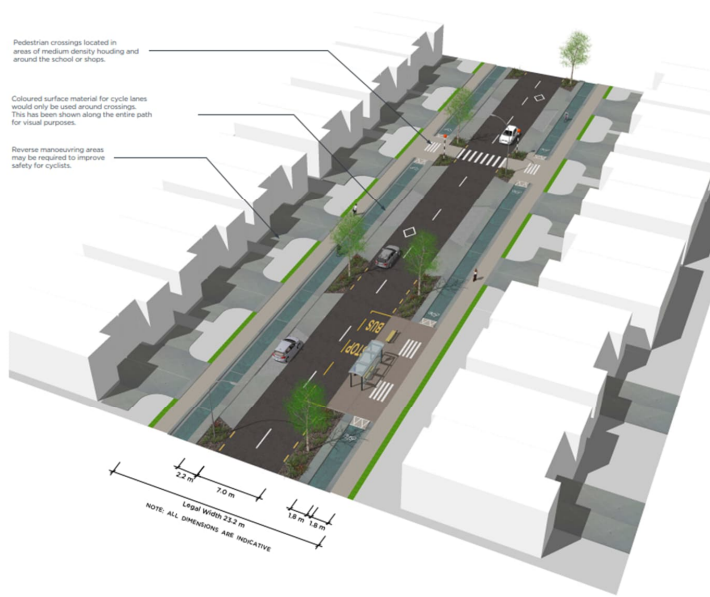 Pedestrian crossings located in
areas of medium density houding and
around the school or shops.
Coloured surface material for cycle lanes
would only be used around crossings.
This has been shown along the entire path
for visual purposes.
Reverse manoeuvring areas
may be required to improve
safety for cyclists.
BUS
STOP
2.2 m
7.0 m
1.8 m
1.8 m
Legal Width 23.2 m
NOTE: ALL DIMENSIONS ARE INDICATIVE